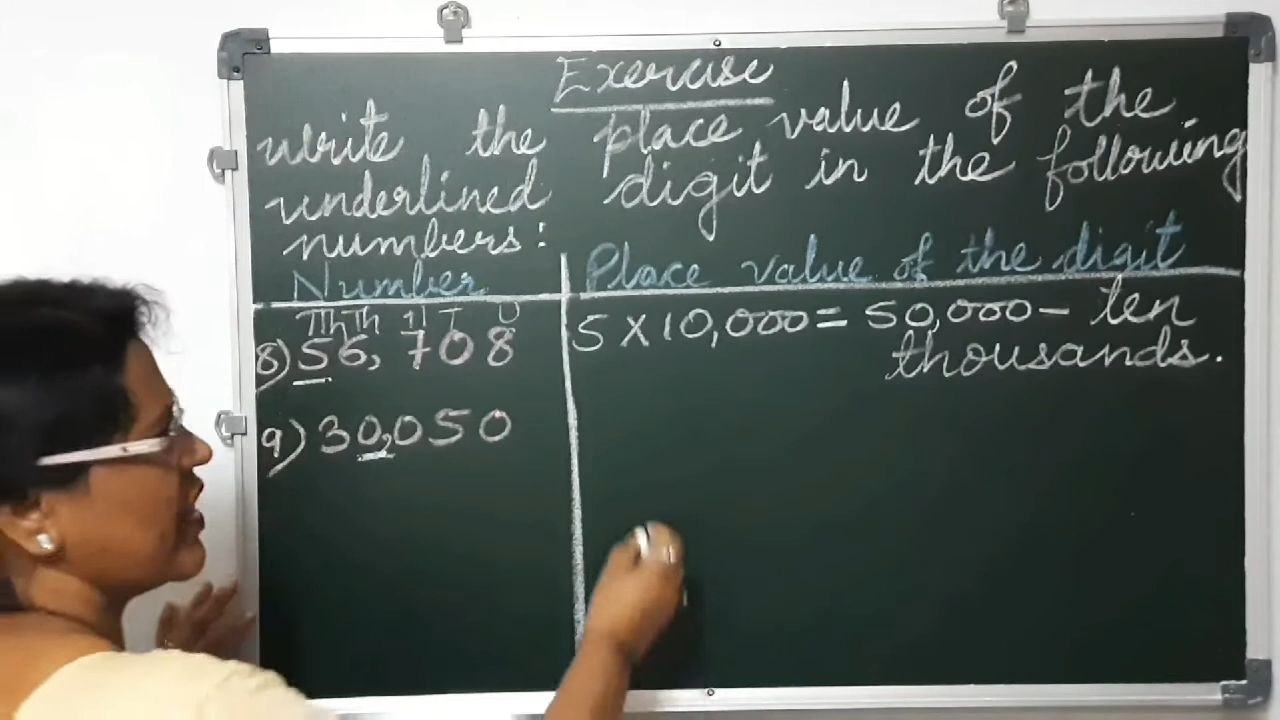 Exercise
write the place value of the
underlined digit in the following
numbers:
Number Place value of the digit
TTh Th H T U
8) 56,708 5 X 10,000 = 50,000 - ten
thousands.
9) 30,050